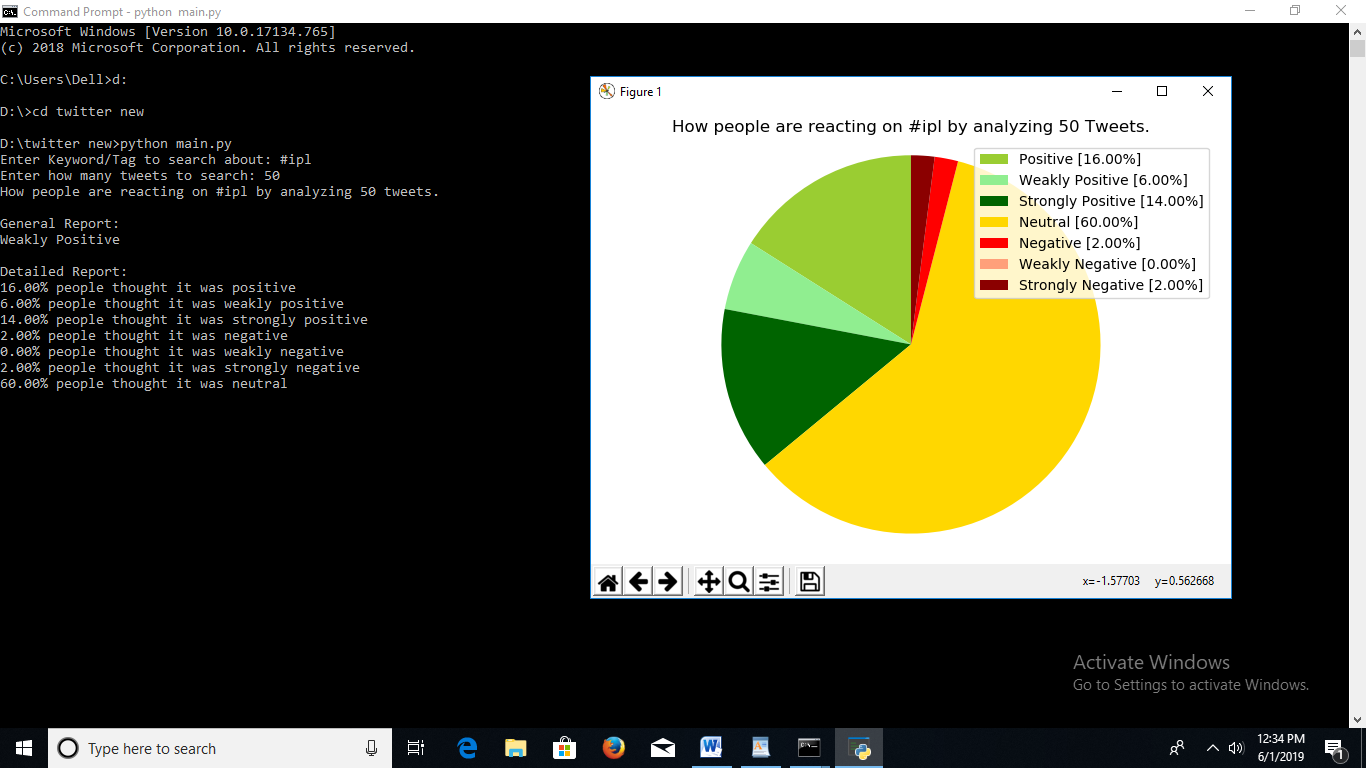 Command Prompt - python  main.py
Microsoft Windows [Version 10.0.17134.765]
(c) 2018 Microsoft Corporation. All rights reserved.
C:\Users\Dell>d:
D:\>cd twitter new
D:\twitter new>python main.py
Enter Keyword/Tag to search about: #ipl
Enter how many tweets to search: 50
How people are reacting on #ipl by analyzing 50 tweets.
General Report:
Weakly Positive
Detailed Report:
16.00% people thought it was positive
6.00% people thought it was weakly positive
14.00% people thought it was strongly positive
2.00% people thought it was negative
0.00% people thought it was weakly negative
2.00% people thought it was strongly negative
60.00% people thought it was neutral
Figure 1
How people are reacting on #ipl by analyzing 50 Tweets.
Positive [16.00%]
Weakly Positive [6.00%]
Strongly Positive [14.00%]
Neutral [60.00%]
Negative [2.00%]
Weakly Negative [0.00%]
Strongly Negative [2.00%]
x=-1.57703 y=0.562668
Activate Windows
Go to Settings to activate Windows.
Type here to search
12:34 PM
6/1/2019
1